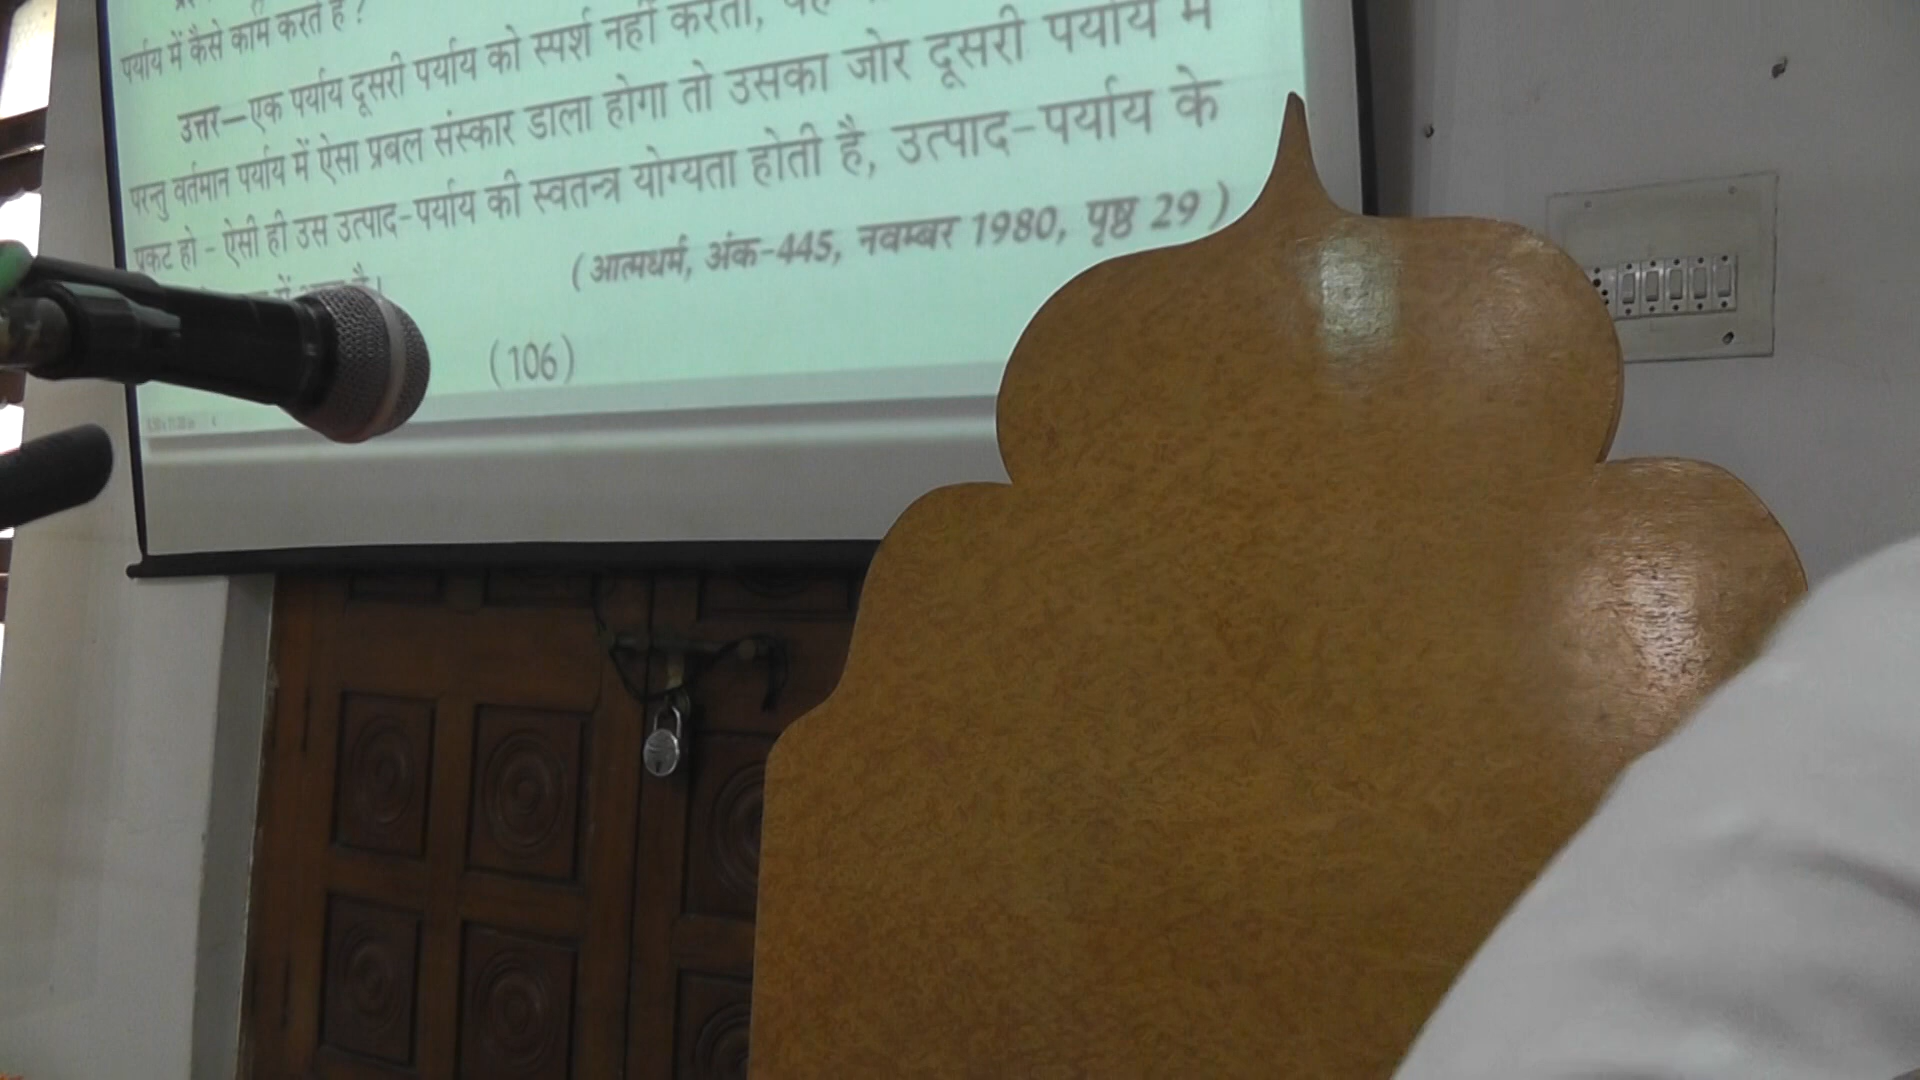 पर्याय में कैसे काम करते हैं ?
उत्तर—एक पर्याय दूसरी पर्याय को स्पर्श नहीं करती, यह
परन्तु वर्तमान पर्याय में ऐसा प्रबल संस्कार डाला होगा तो उसका जोर दूसरी पर्याय में
प्रकट हो - ऐसी ही उस उत्पाद-पर्याय की स्वतन्त्र योग्यता होती है, उत्पाद-पर्याय के
(आत्मधर्म, अंक-445, नवम्बर 1980, पृष्ठ 29)
(106)